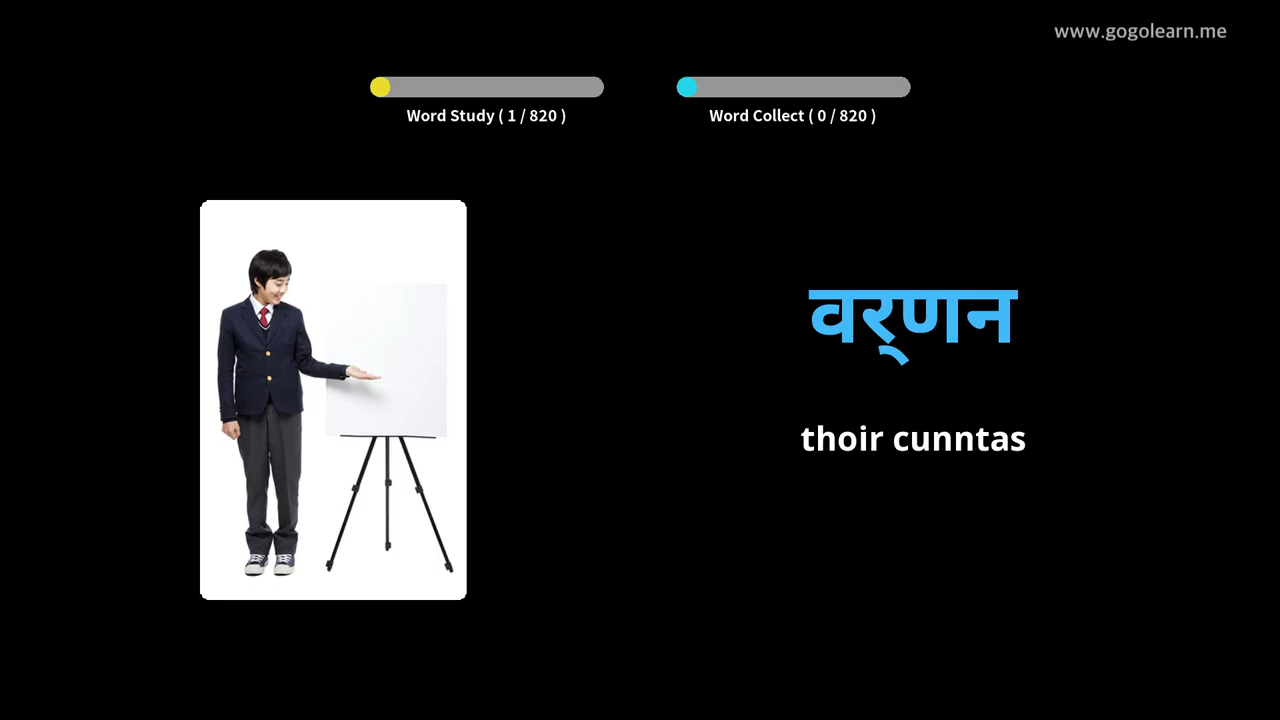 www.gogolearn.me
Word Study ( 1 / 820 )
Word Collect ( 0 / 820 )
वर्‌णन
thoir cunntas